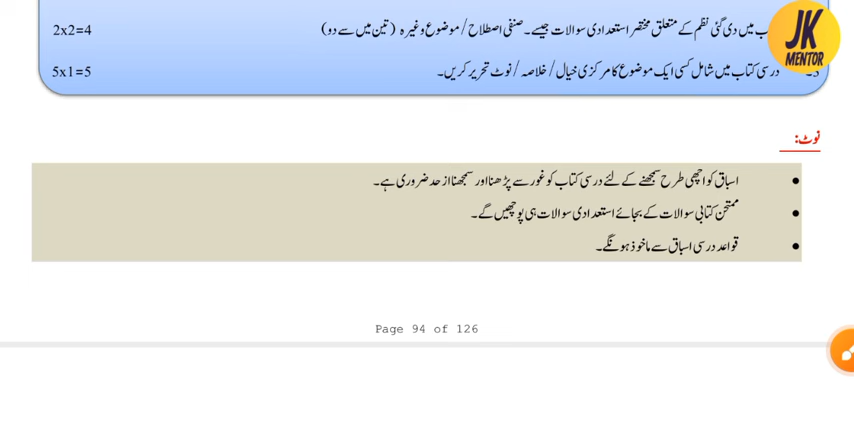 JK
MENTOR
ب میں دی گئی نظم کے متعلق مختصر استعدادی سوالات جیسے۔ صنفی اصطلاح / موضوع وغیرہ (تین میں سے دو) 2x2=4
درسی کتاب میں شامل کسی ایک موضوع کا مرکزی خیال / خلاصہ / نوٹ تحریر کریں۔ 5x1=5
نوٹ:
● اسباق کو اچھی طرح سمجھنے کے لئے درسی کتاب کو غور سے پڑھنا اور سمجھنا از حد ضروری ہے۔
● ممتحن کتابی سوالات کے بجائے استعدادی سوالات ہی پوچھیں گے۔
● قواعد درسی اسباق سے ماخوذ ہونگے۔
Page 94 of 126